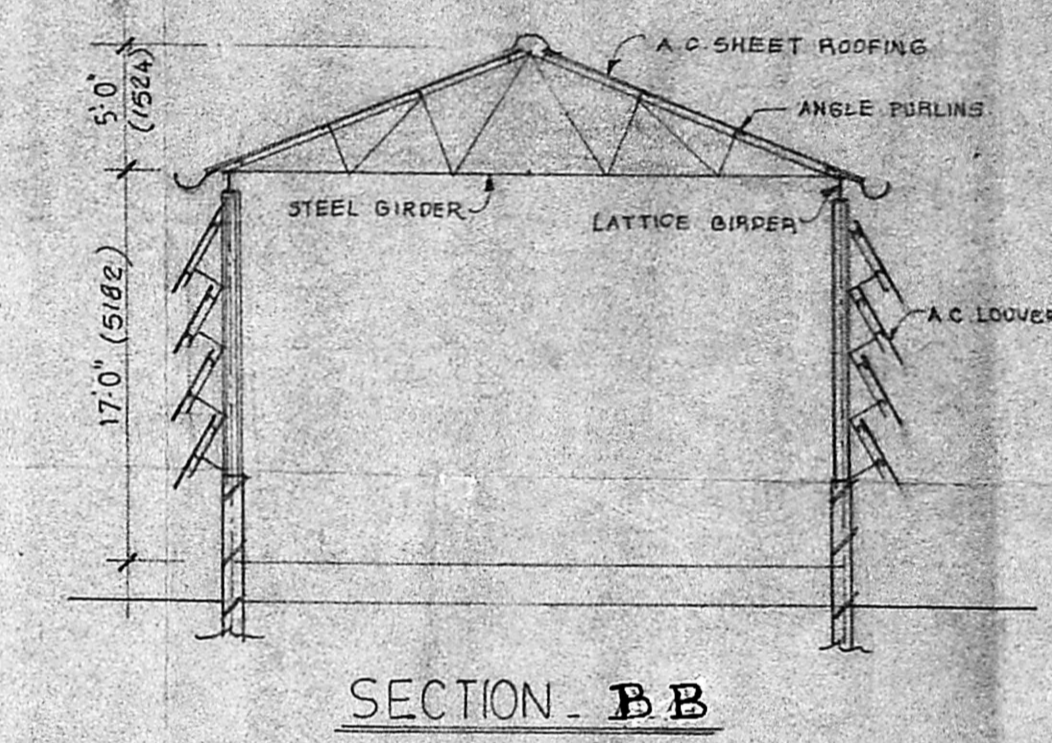 A.C. SHEET ROOFING
5'.0"
(1524)
ANGLE PURLINS
STEEL GIRDER
LATTICE GIRDER
17'.0" (5182)
A.C. LOUVER
SECTION - BB